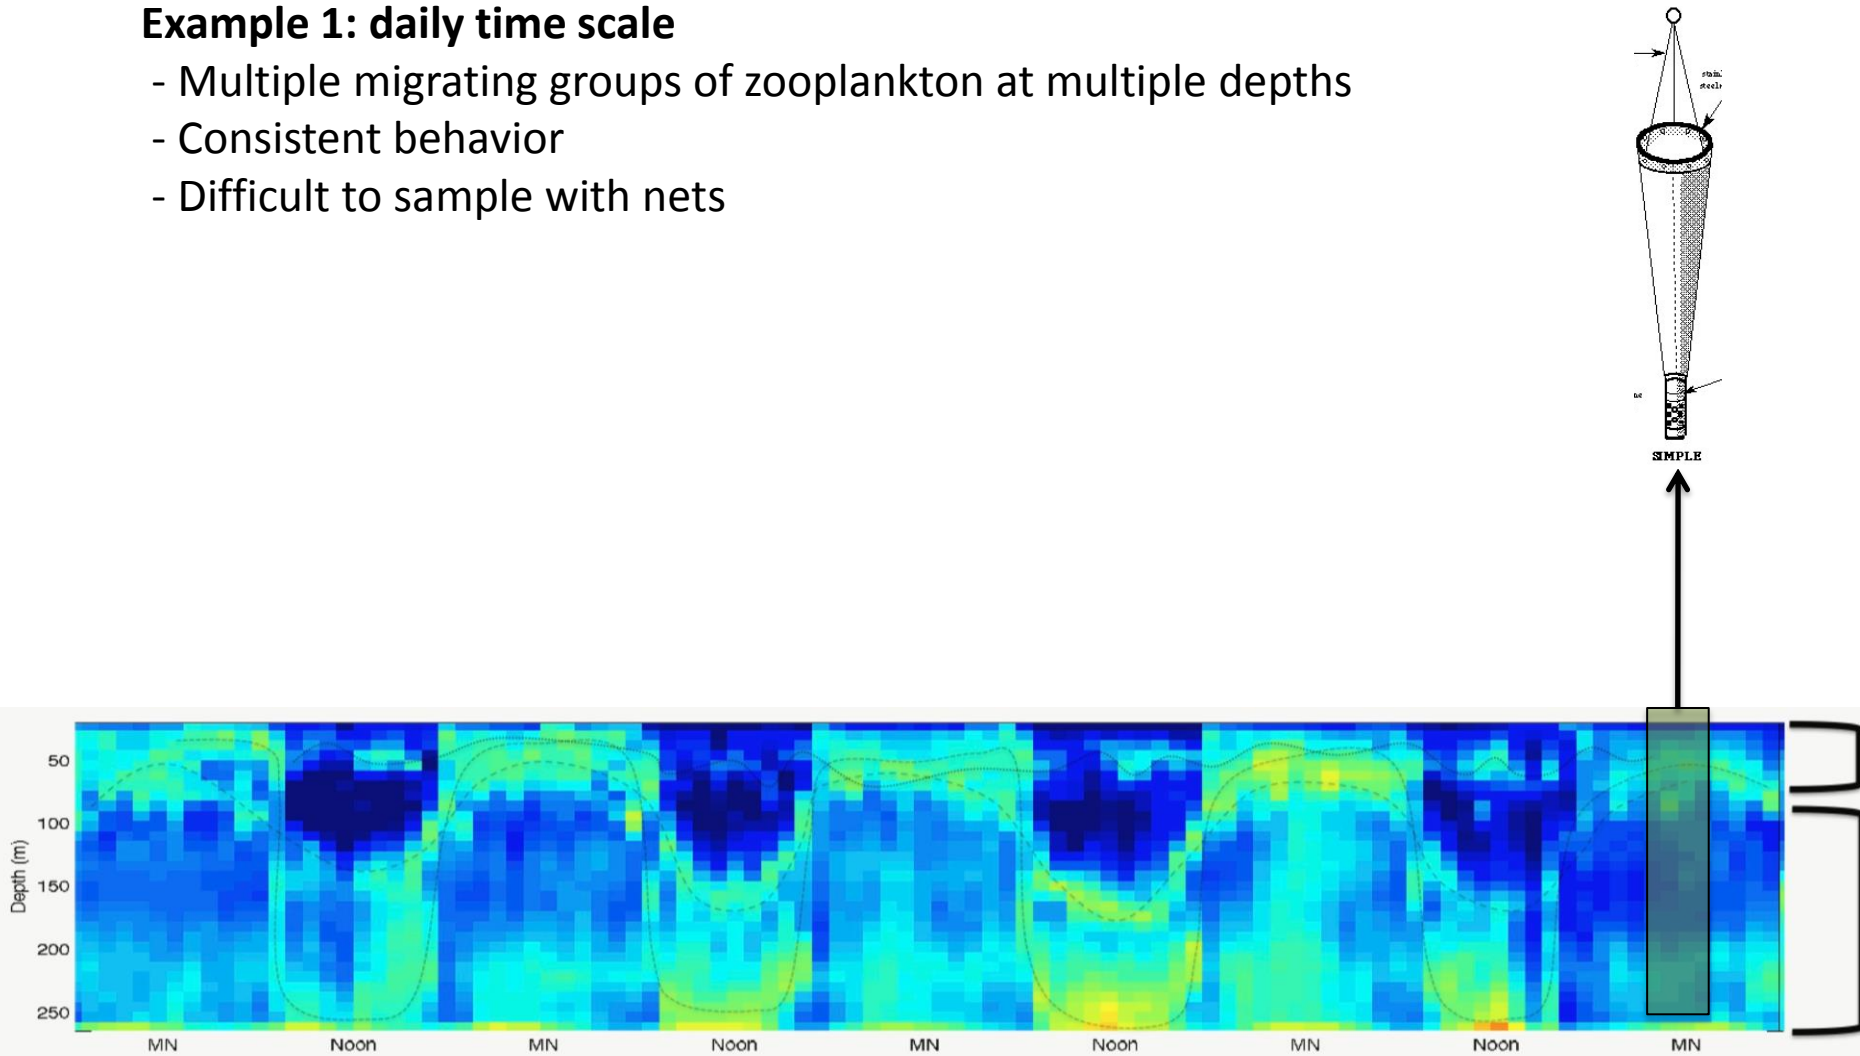 Example 1: daily time scale
- Multiple migrating groups of zooplankton at multiple depths
- Consistent behavior
- Difficult to sample with nets
SIMPLE
Depth (m)
50
100
150
200
250
MN Noon MN Noon MN Noon MN Noon MN